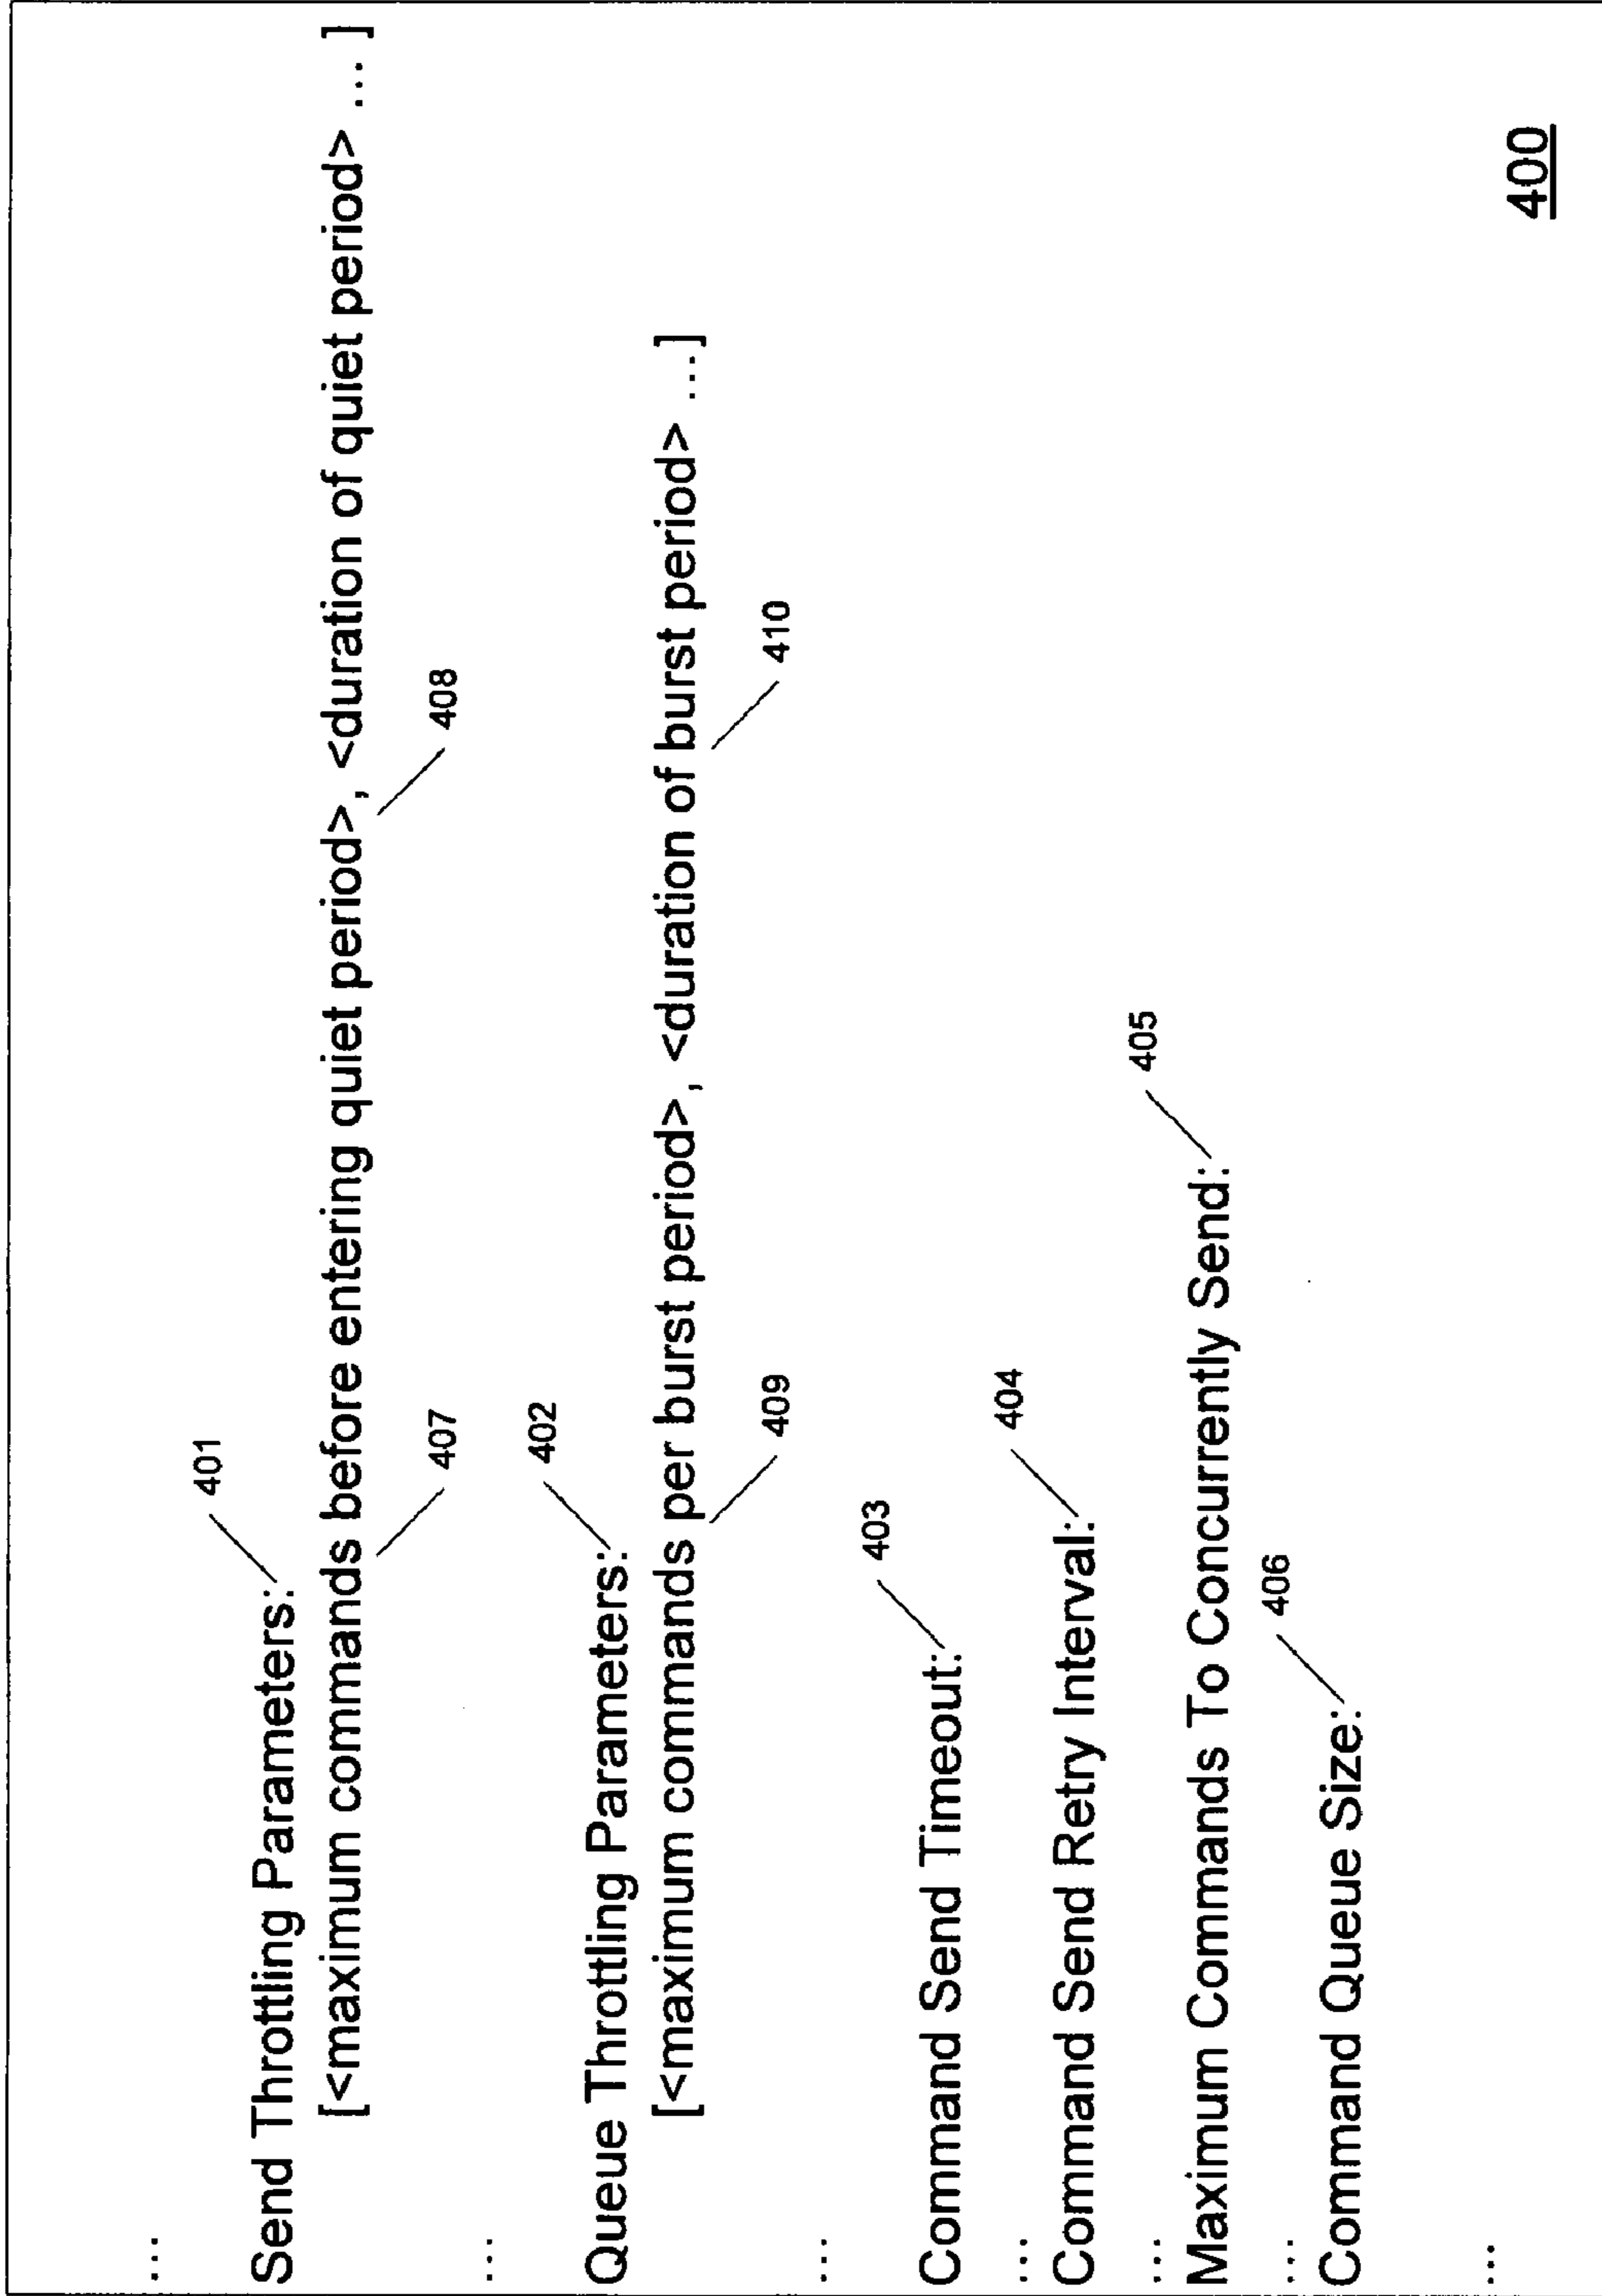 ...
401
Send Throttling Parameters:
[<maximum commands before entering quiet period>, <duration of quiet period> ... ]
407
408
...
402
Queue Throttling Parameters:
[<maximum commands per burst period>, <duration of burst period> ...]
409
410
...
403
Command Send Timeout:
...
404
Command Send Retry Interval:
...
405
Maximum Commands To Concurrently Send:
...
406
Command Queue Size:
...
400